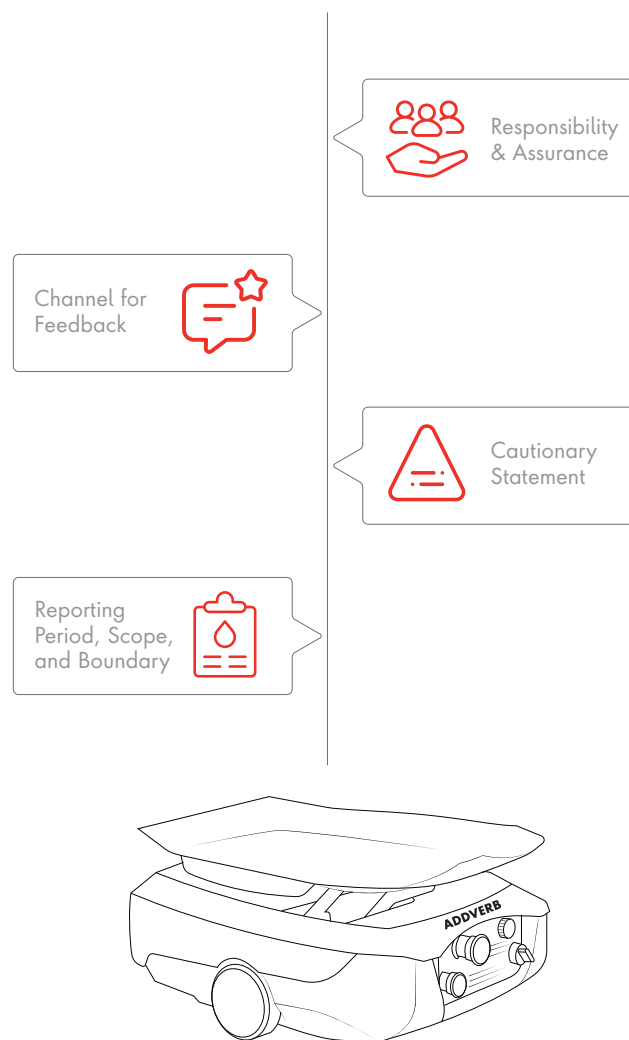 Responsibility
& Assurance
Channel for
Feedback
Cautionary
Statement
Reporting
Period, Scope,
and Boundary
ADDVERB